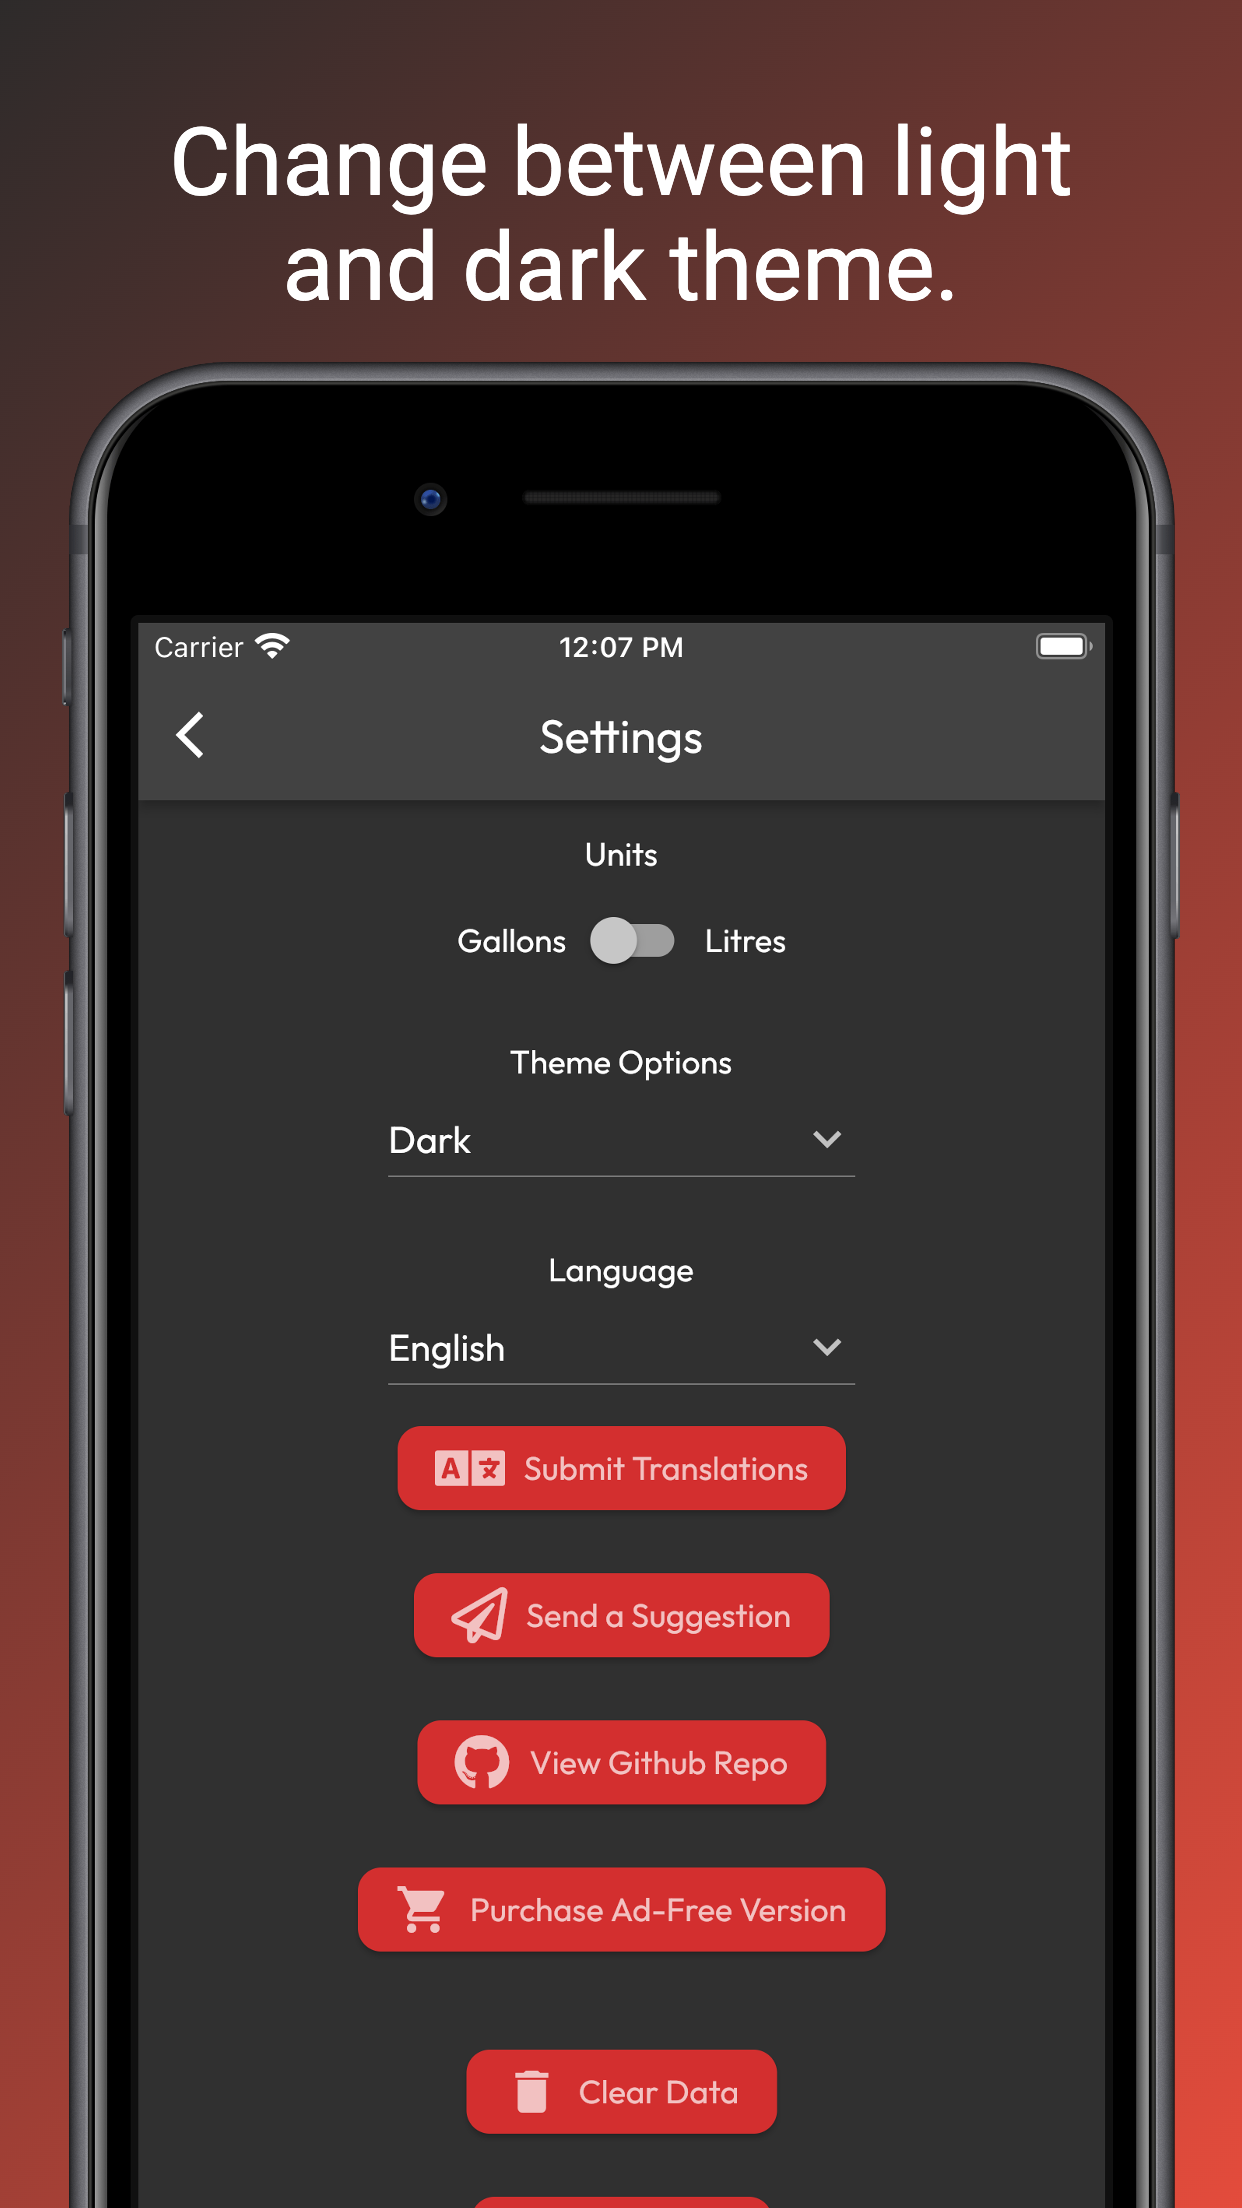 Change between light
and dark theme.
Carrier 12:07 PM
Settings
Units
Gallons Litres
Theme Options
Dark
Language
English
A文 Submit Translations
Send a Suggestion
View Github Repo
Purchase Ad-Free Version
Clear Data